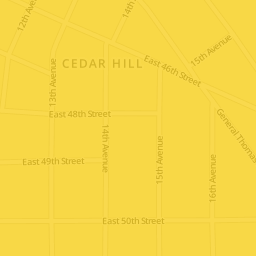 12th Aven
14th
CEDAR HILL
15th Avenue
East 46th Street
13th Avenue
East 48th Street
General Thomas
14th Avenue
15th Avenue
East 49th Street
16th Avenue
East 50th Street